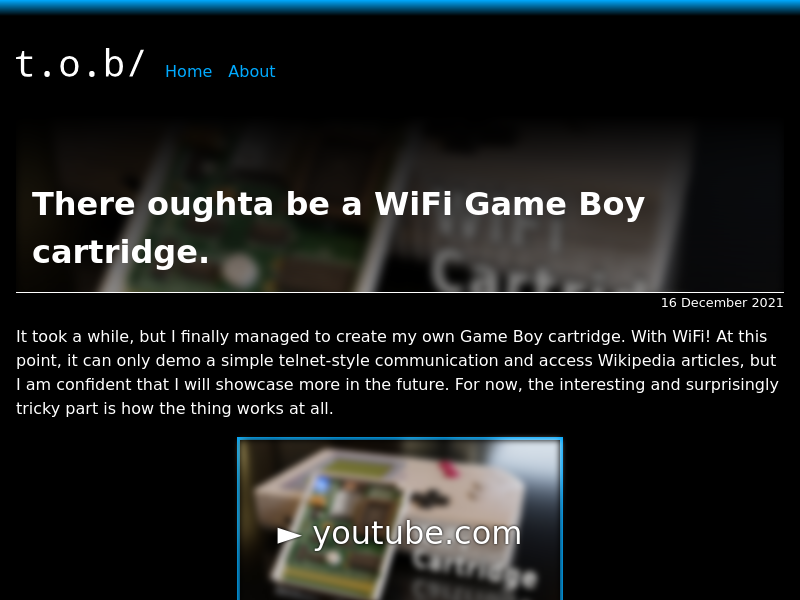 t.o.b/ Home About
There oughta be a WiFi Game Boy
cartridge.
16 December 2021
It took a while, but I finally managed to create my own Game Boy cartridge. With WiFi! At this
point, it can only demo a simple telnet-style communication and access Wikipedia articles, but
I am confident that I will showcase more in the future. For now, the interesting and surprisingly
tricky part is how the thing works at all.
► youtube.com
Cartridge